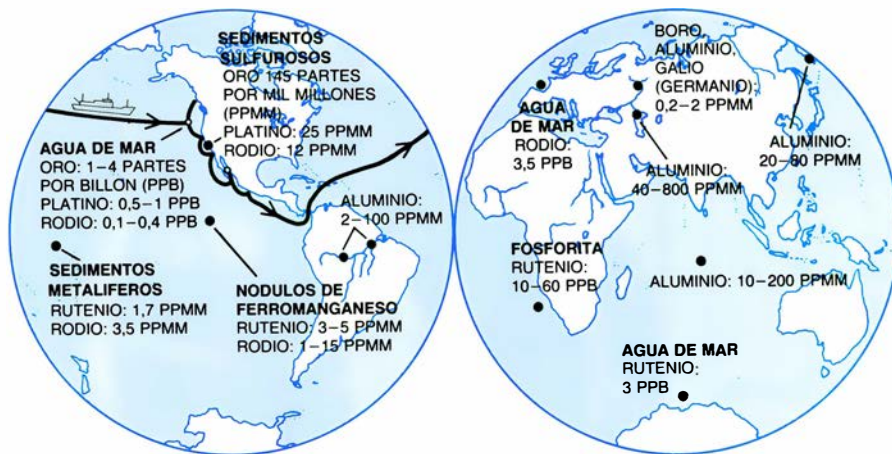 SEDIMENTOS
SULFUROSOS
ORO 145 PARTES
POR MIL MILLONES
(PPMM)
PLATINO: 25 PPMM
RODIO: 12 PPMM
AGUA DE MAR
ORO: 1–4 PARTES
POR BILLON (PPB)
PLATINO: 0,5–1 PPB
RODIO: 0,1–0,4 PPB
ALUMINIO:
2–100 PPMM
SEDIMENTOS
METALIFEROS
RUTENIO: 1,7 PPMM
RODIO: 3,5 PPMM
NODULOS DE
FERROMANGANESO
RUTENIO: 3–5 PPMM
RODIO: 1–15 PPMM
BORO,
ALUMINIO,
GALIO
(GERMANIO):
0,2–2 PPMM
AGUA
DE MAR
RODIO:
3,5 PPB
ALUMINIO:
40–800 PPMM
ALUMINIO:
20–80 PPMM
FOSFORITA
RUTENIO:
10–60 PPB
ALUMINIO: 10–200 PPMM
AGUA DE MAR
RUTENIO:
3 PPB